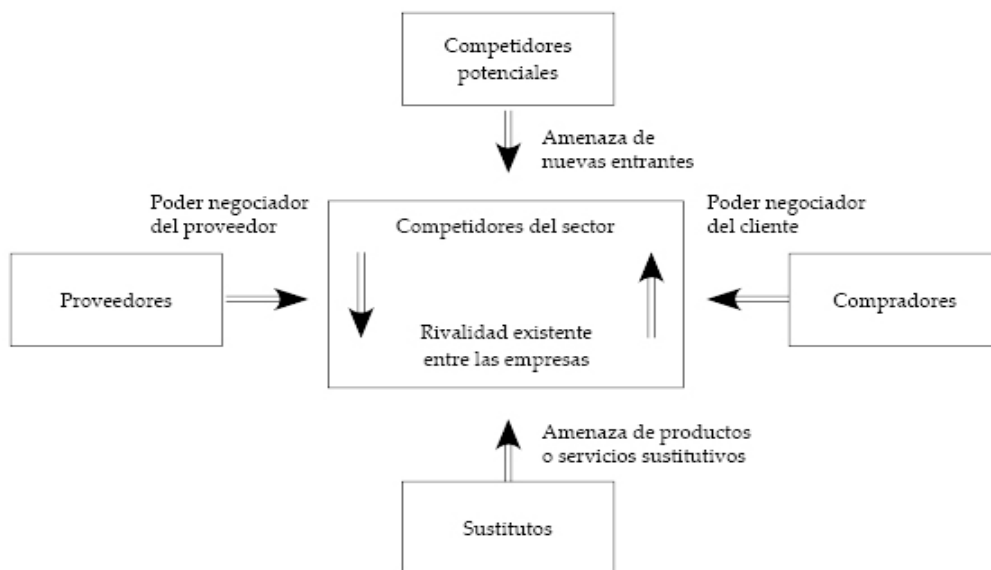 Competidores
potenciales
Amenaza de
nuevas entrantes
Poder negociador
del proveedor
Competidores del sector
Poder negociador
del cliente
Proveedores
Rivalidad existente
entre las empresas
Compradores
Amenaza de productos
o servicios sustitutivos
Sustitutos